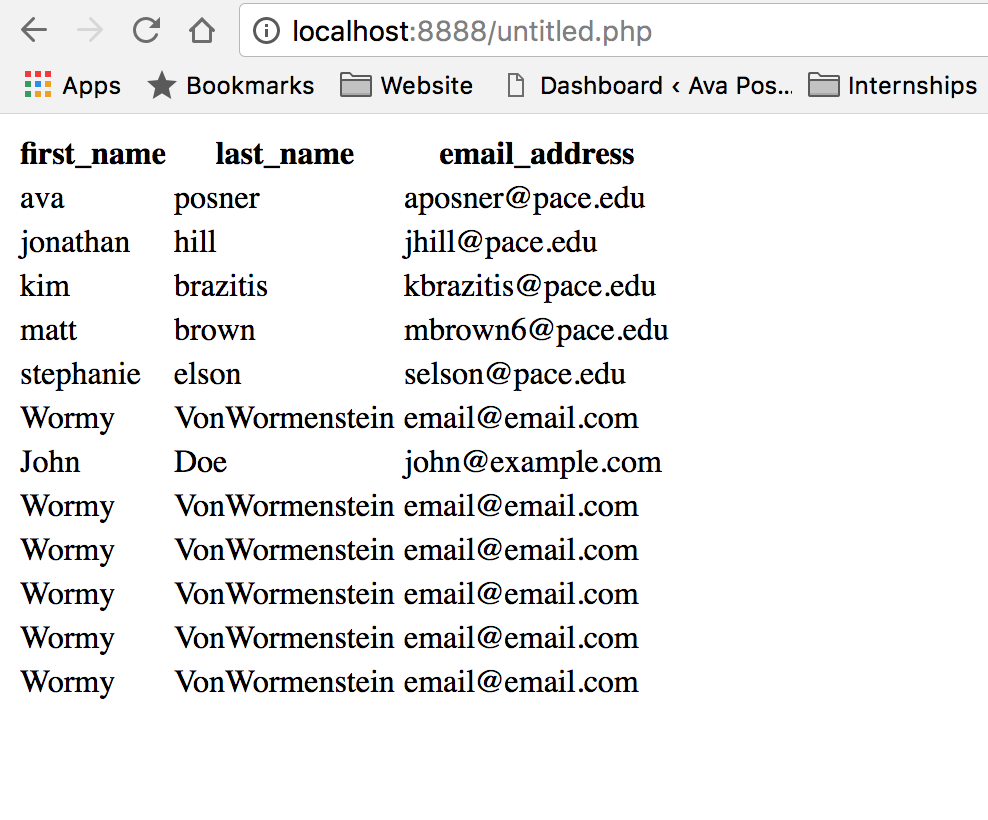 localhost:8888/untitled.php
Apps Bookmarks Website Dashboard ‹ Ava Pos... Internships
first_name last_name email_address
ava posner aposner@pace.edu
jonathan hill jhill@pace.edu
kim brazitis kbrazitis@pace.edu
matt brown mbrown6@pace.edu
stephanie elson selson@pace.edu
Wormy VonWormenstein email@email.com
John Doe john@example.com
Wormy VonWormenstein email@email.com
Wormy VonWormenstein email@email.com
Wormy VonWormenstein email@email.com
Wormy VonWormenstein email@email.com
Wormy VonWormenstein email@email.com